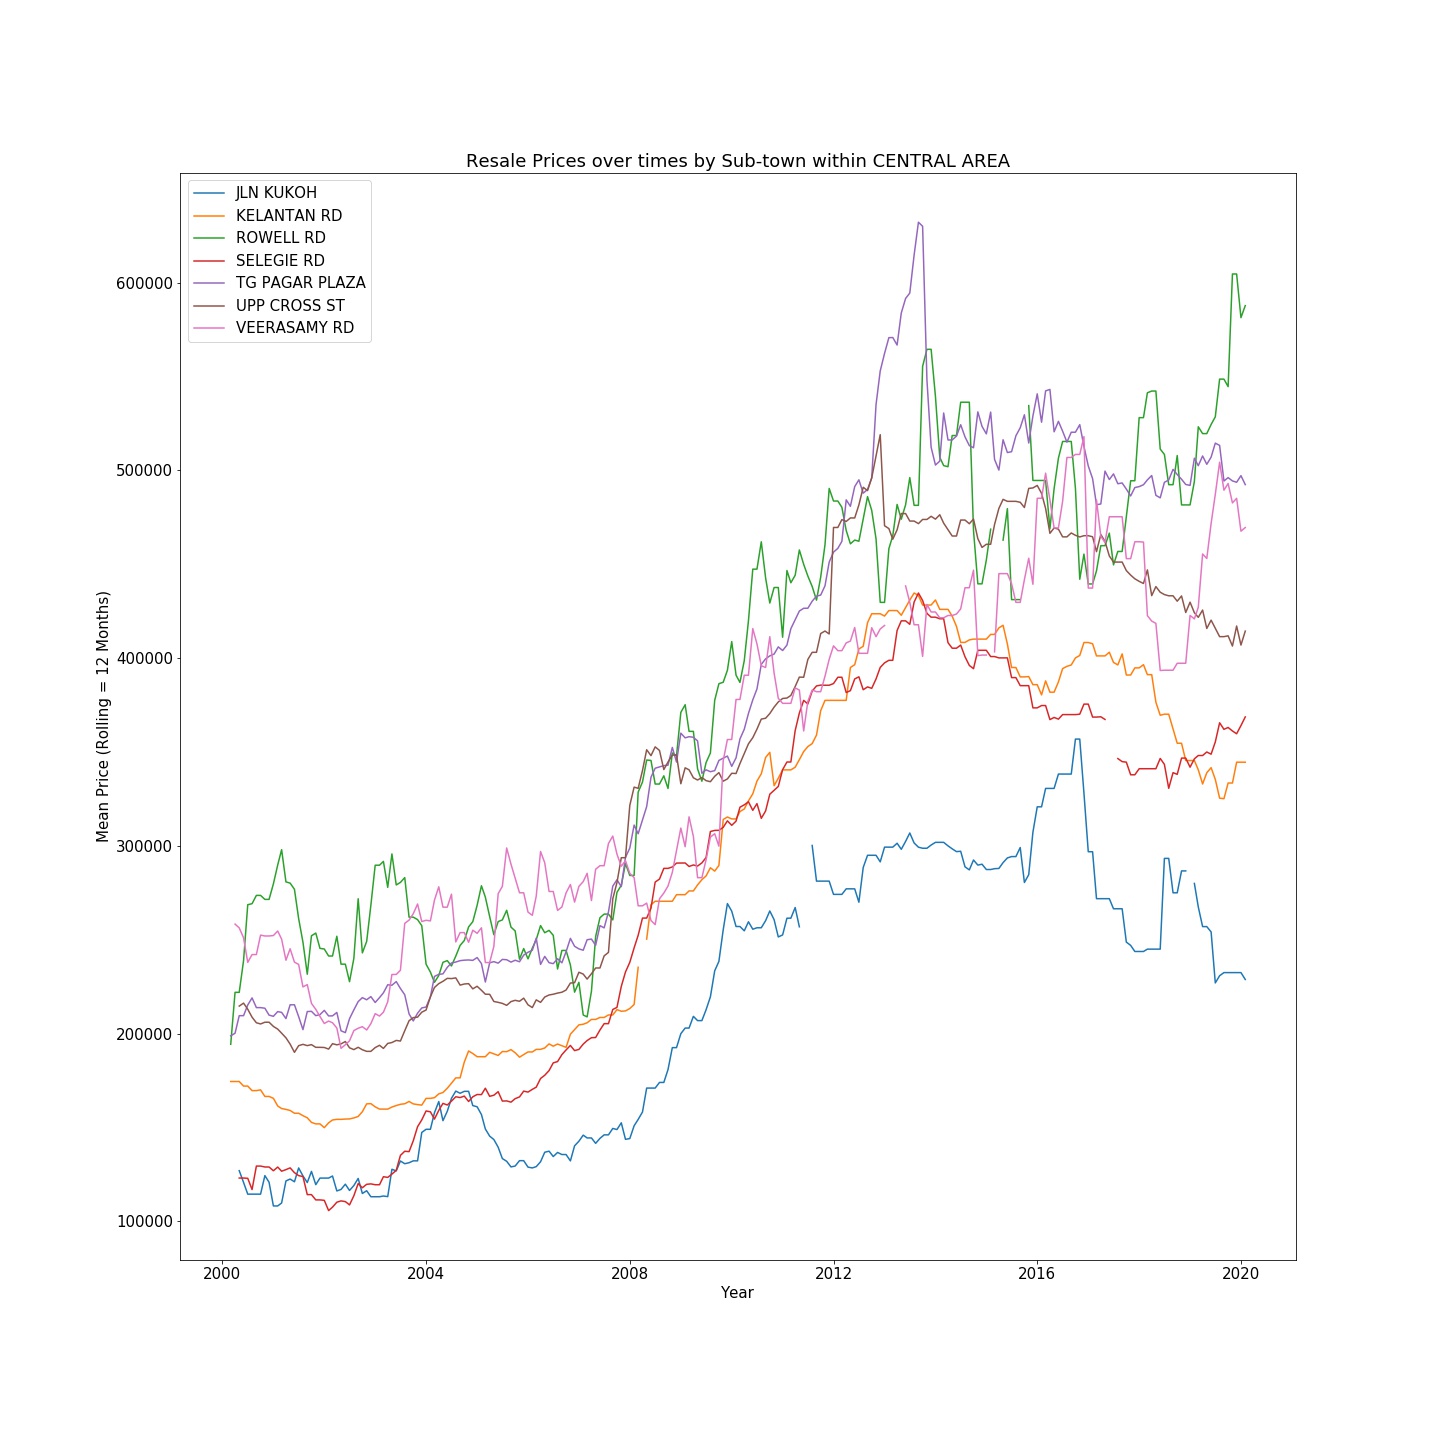 Resale Prices over times by Sub-town within CENTRAL AREA
JLN KUKOH
KELANTAN RD
ROWELL RD
SELEGIE RD
TG PAGAR PLAZA
UPP CROSS ST
VEERASAMY RD
600000
500000
400000
300000
200000
100000
Mean Price (Rolling = 12 Months)
2000 2004 2008 2012 2016 2020
Year